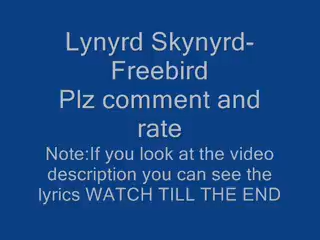 Lynyrd Skynyrd-
Freebird
Plz comment and
rate
Note:If you look at the video
description you can see the
lyrics WATCH TILL THE END